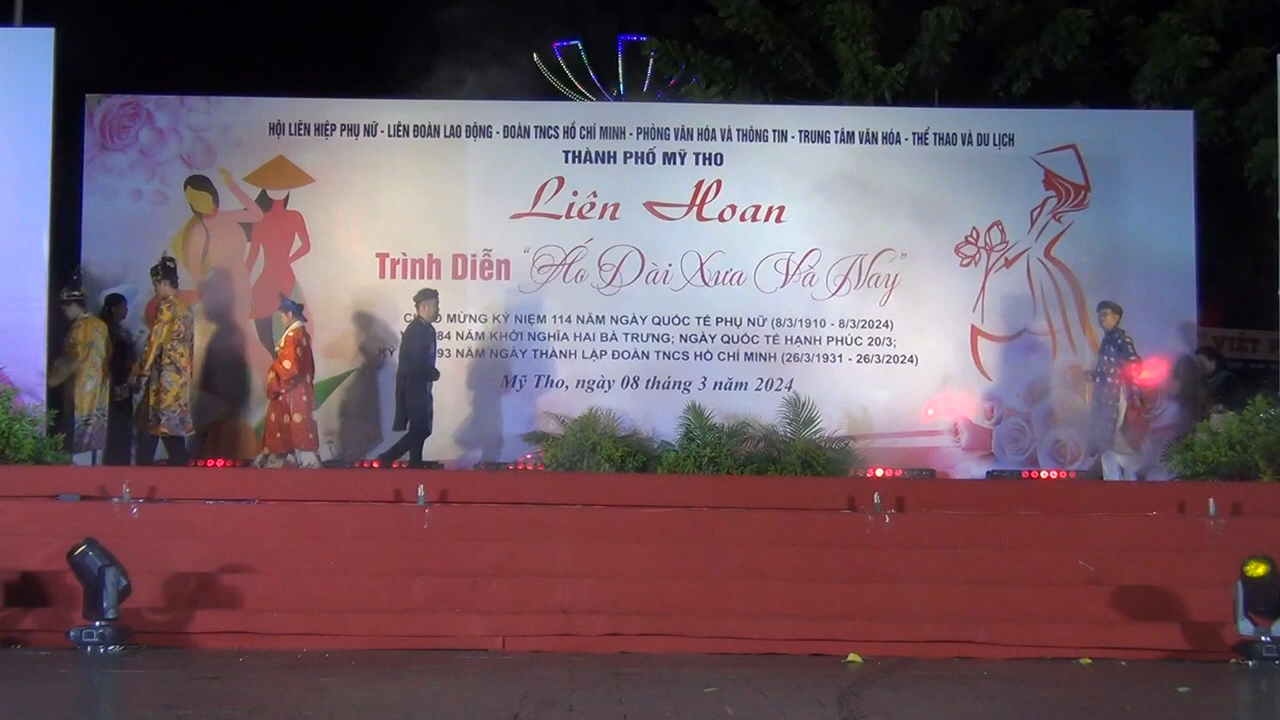 HỘI LIÊN HIỆP PHỤ NỮ - LIÊN ĐOÀN LAO ĐỘNG - ĐOÀN TNCS HỒ CHÍ MINH - PHÒNG VĂN HÓA VÀ THÔNG TIN - TRUNG TÂM VĂN HÓA - THỂ THAO VÀ DU LỊCH
THÀNH PHỐ MỸ THO
Liên Hoan
Trình Diễn "Áo Dài Xưa Và Nay"
MỪNG KỶ NIỆM 114 NĂM NGÀY QUỐC TẾ PHỤ NỮ (8/3/1910 - 8/3/2024)
84 NĂM KHỞI NGHĨA HAI BÀ TRƯNG; NGÀY QUỐC TẾ HẠNH PHÚC 20/3;
93 NĂM NGÀY THÀNH LẬP ĐOÀN TNCS HỒ CHÍ MINH (26/3/1931 - 26/3/2024)
Mỹ Tho, ngày 08 tháng 3 năm 2024
VIỆT